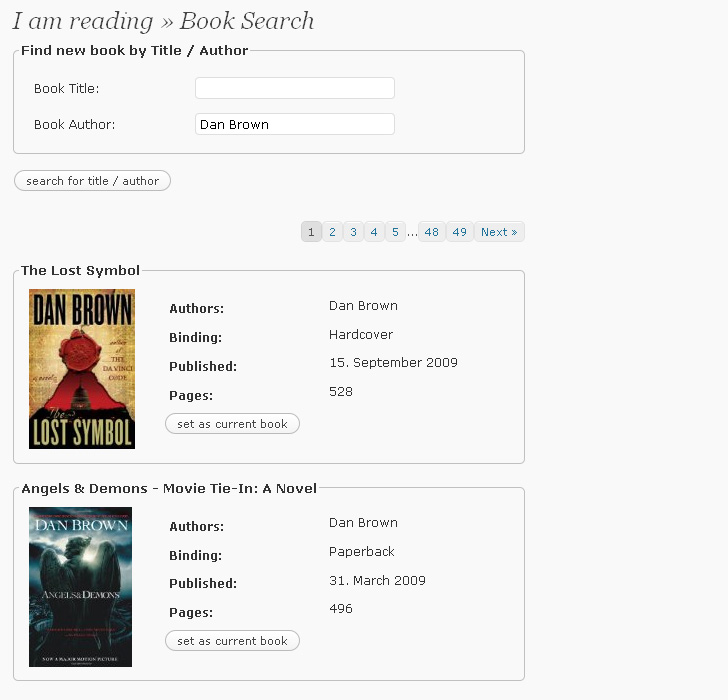 I am reading » Book Search
Find new book by Title / Author
Book Title:
Book Author: Dan Brown
search for title / author
1 2 3 4 5 ... 48 49 Next »
The Lost Symbol
DAN BROWN
author of
THE
DA VINCI
CODE
a novel
The
LOST SYMBOL
Authors: Dan Brown
Binding: Hardcover
Published: 15. September 2009
Pages: 528
set as current book
Angels & Demons - Movie Tie-In: A Novel
DAN BROWN
ANGELS & DEMONS
NOW A MAJOR MOTION PICTURE
Authors: Dan Brown
Binding: Paperback
Published: 31. March 2009
Pages: 496
set as current book